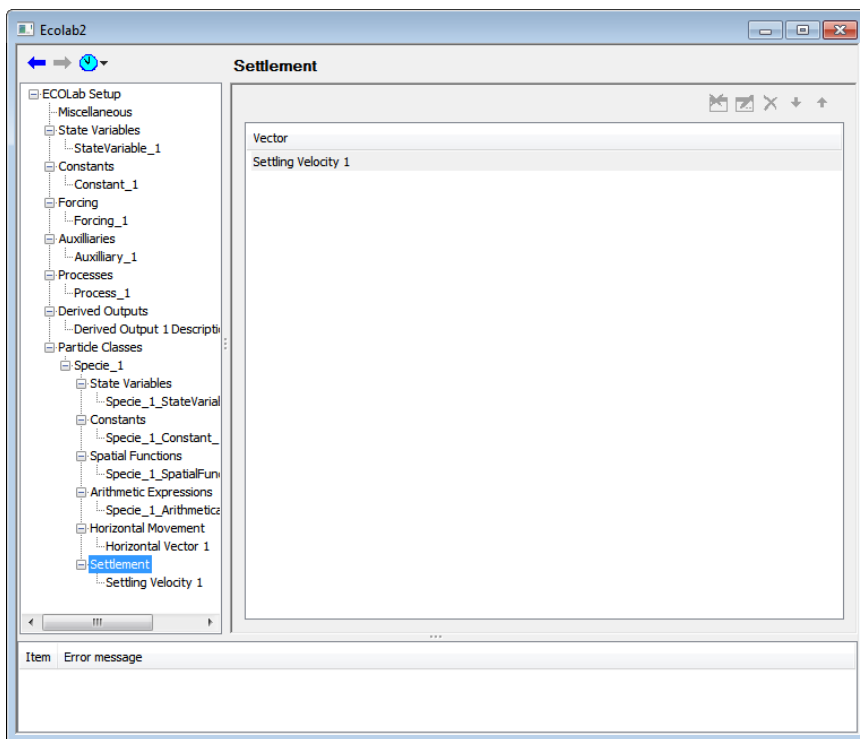 Ecolab2
Settlement
ECOLab Setup
Miscellaneous
State Variables
StateVariable_1
Constants
Constant_1
Forcing
Forcing_1
Auxilliaries
Auxilliary_1
Processes
Process_1
Derived Outputs
Derived Output 1 Descripti
Particle Classes
Specie_1
State Variables
Specie_1_StateVarial
Constants
Specie_1_Constant_
Spatial Functions
Specie_1_SpatialFun
Arithmetic Expressions
Specie_1_Arithmetica
Horizontal Movement
Horizontal Vector 1
Settlement
Settling Velocity 1
Vector
Settling Velocity 1
Item Error message